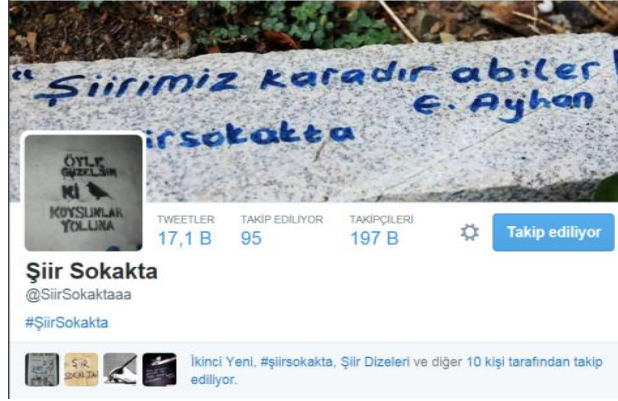 "Şiirimiz karadır abiler
E. Ayhan
irsokakta
ÖYLE
GÜZELSİN
Kİ
KOYSUNLAR
YOLUNA
TWEETLER TAKİP EDİLİYOR TAKİPÇİLERİ
17,1 B 95 197 B
Takip ediliyor
Şiir Sokakta
@SiirSokaktaaa
#ŞiirSokakta
İkinci Yeni, #şiirsokakta, Şiir Dizeleri ve diğer 10 kişi tarafından takip
ediliyor.